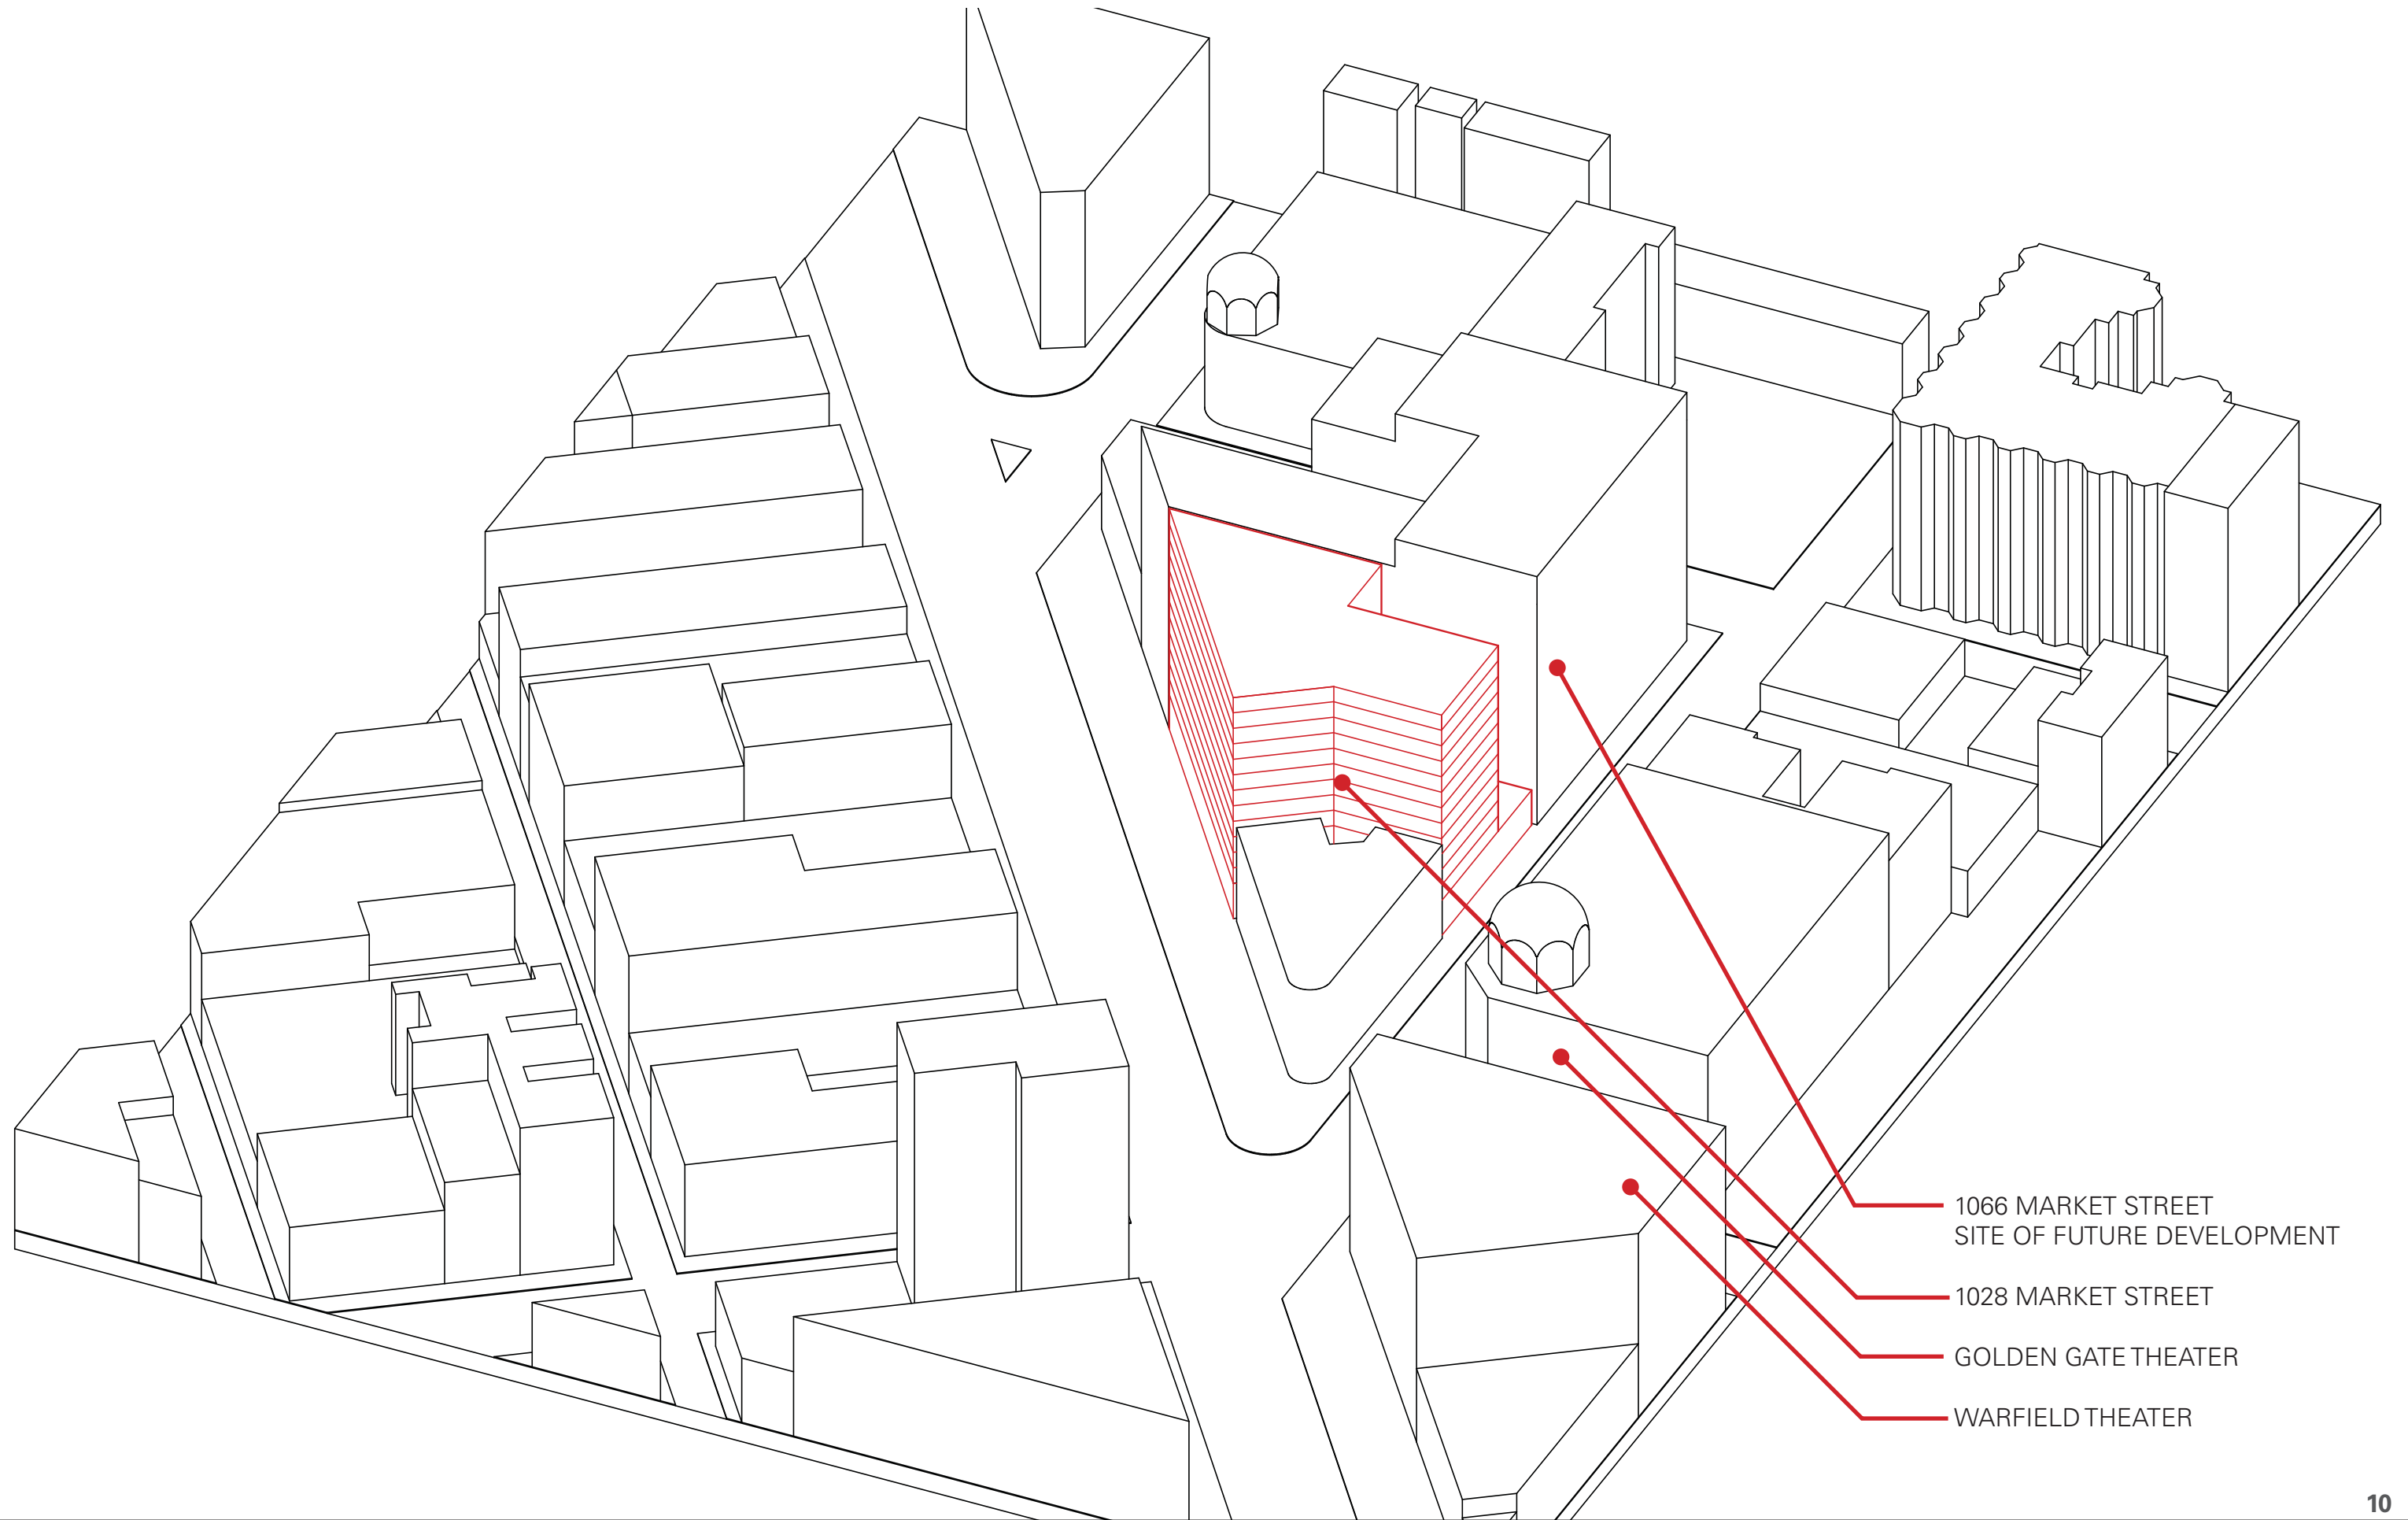 1066 MARKET STREET
SITE OF FUTURE DEVELOPMENT
1028 MARKET STREET
GOLDEN GATE THEATER
WARFIELD THEATER
10